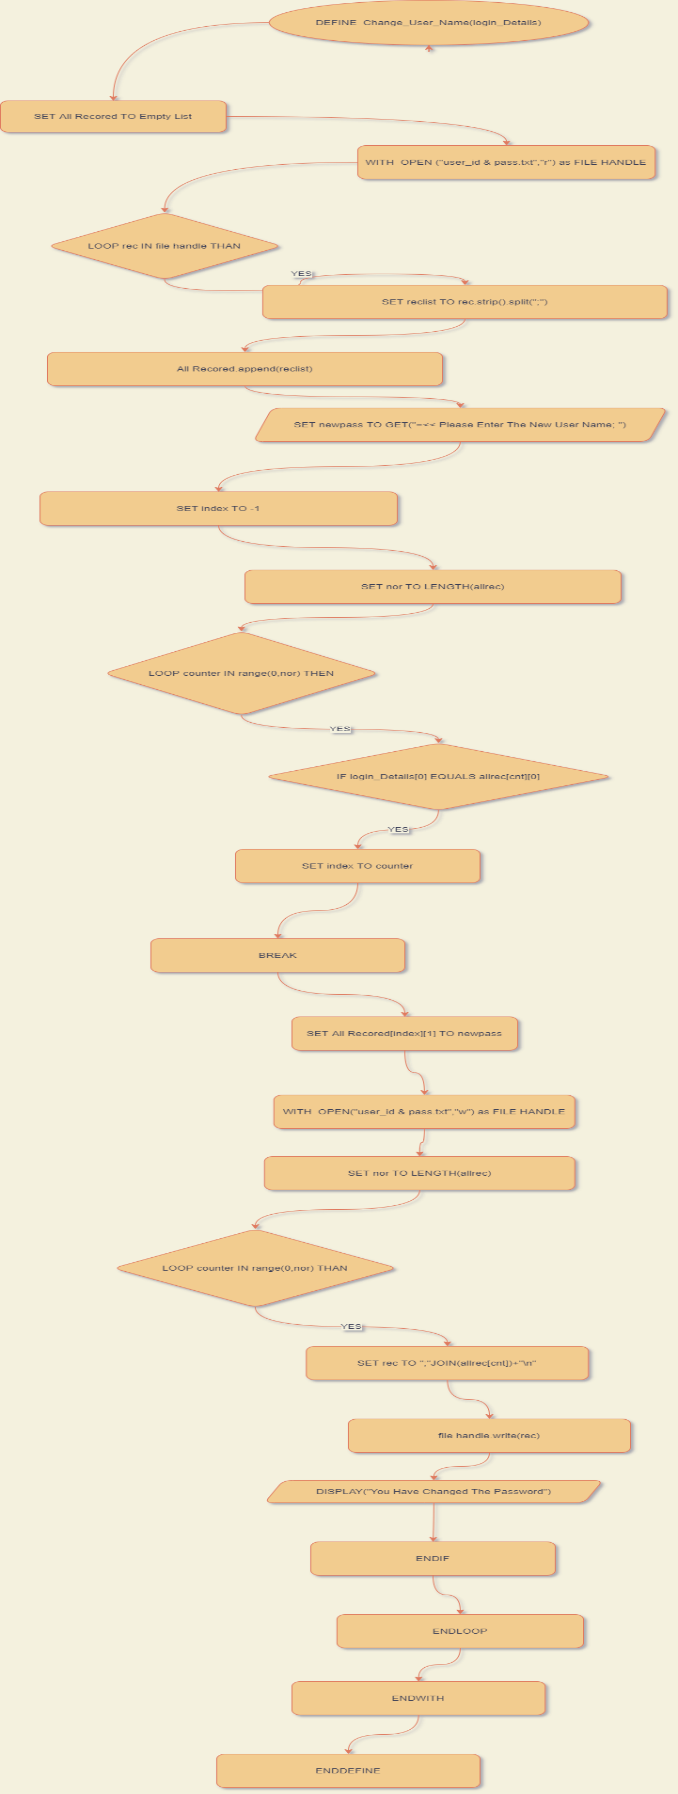 DEFINE Change_User_Name(login_Details)
SET All Recored TO Empty List
WITH OPEN ("user_id & pass.txt","r") as FILE HANDLE
LOOP rec IN file handle THAN
YES
SET reclist TO rec.strip().split(";")
All Recored.append(reclist)
SET newpass TO GET("=<< Please Enter The New User Name; ")
SET index TO -1
SET nor TO LENGTH(allrec)
LOOP counter IN range(0,nor) THEN
YES
IF login_Details[0] EQUALS allrec[cnt][0]
YES
SET index TO counter
BREAK
SET All Recored[index][1] TO newpass
WITH OPEN("user_id & pass.txt","w") as FILE HANDLE
SET nor TO LENGTH(allrec)
LOOP counter IN range(0,nor) THAN
YES
SET rec TO ";"JOIN(allrec[cnt])+"\n"
file handle.write(rec)
DISPLAY("You Have Changed The Password")
ENDIF
ENDLOOP
ENDWITH
ENDDEFINE